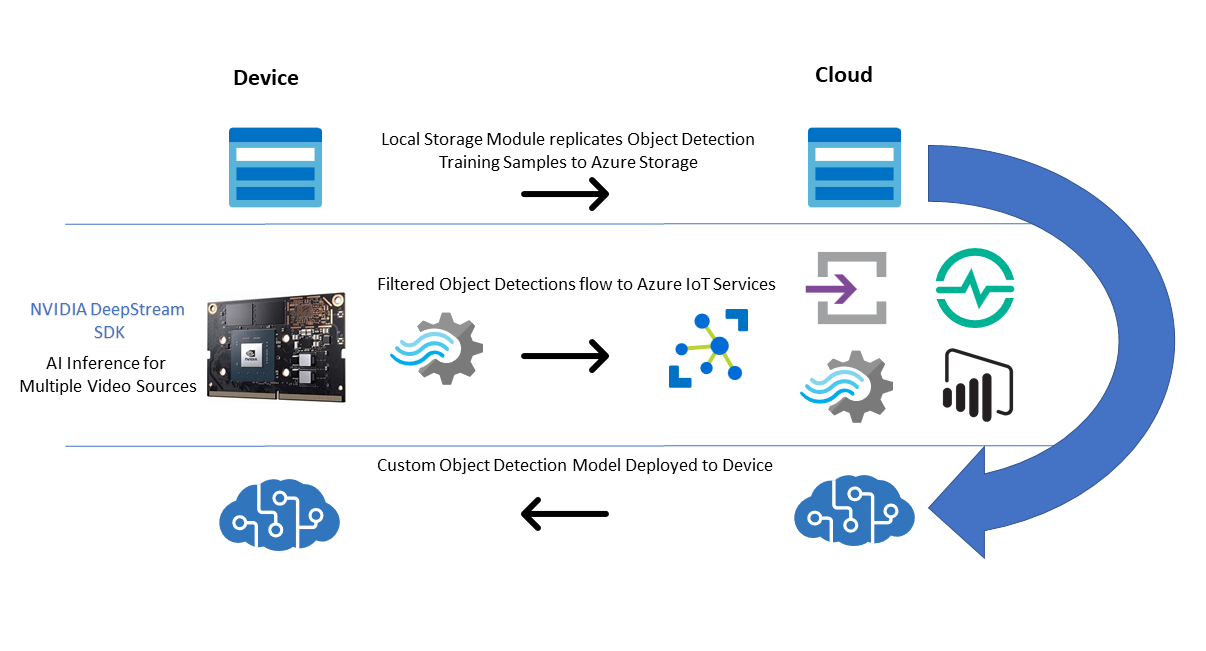 Device
Cloud
Local Storage Module replicates Object Detection
Training Samples to Azure Storage
Filtered Object Detections flow to Azure IoT Services
NVIDIA DeepStream
SDK
AI Inference for
Multiple Video Sources
NVIDIA
Custom Object Detection Model Deployed to Device